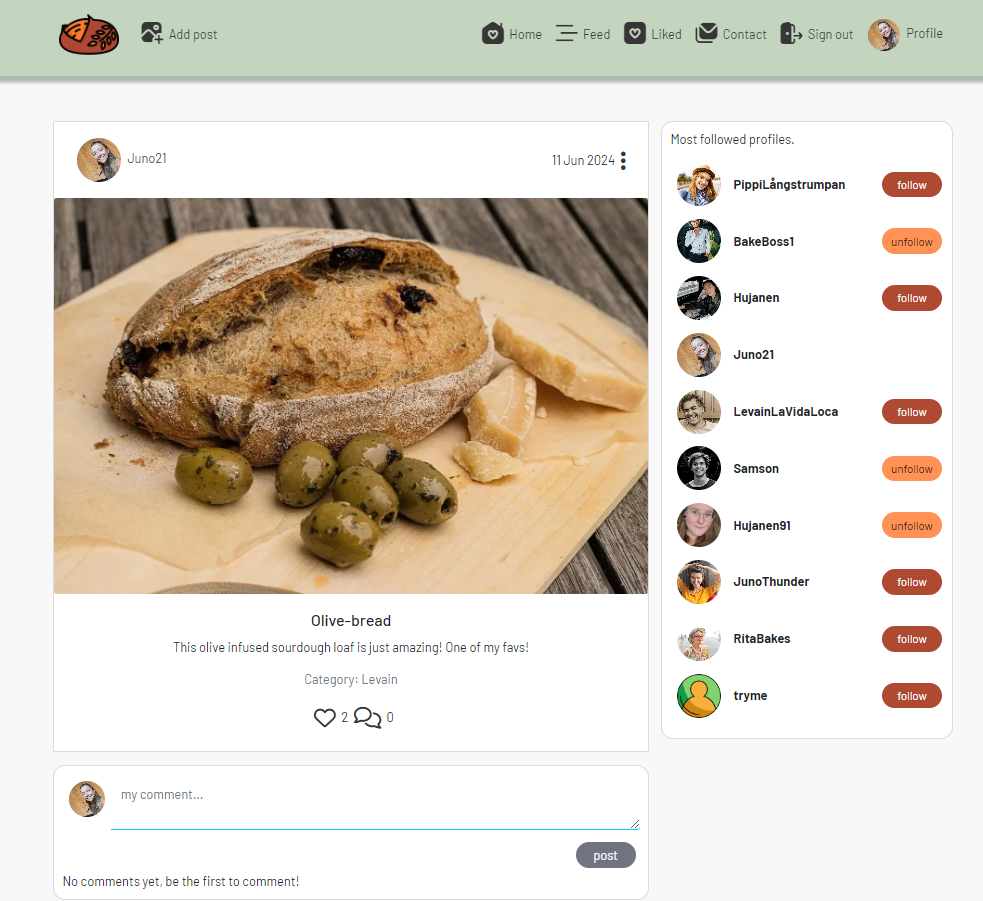 Add post
Home
Feed
Liked
Contact
Sign out
Profile
Juno21
11 Jun 2024
Olive-bread
This olive infused sourdough loaf is just amazing! One of my favs!
Category: Levain
2
0
my comment...
post
No comments yet, be the first to comment!
Most followed profiles.
PippiLångstrumpan
follow
BakeBoss1
unfollow
Hujanen
follow
Juno21
LevainLaVidaLoca
follow
Samson
unfollow
Hujanen91
unfollow
JunoThunder
follow
RitaBakes
follow
tryme
follow